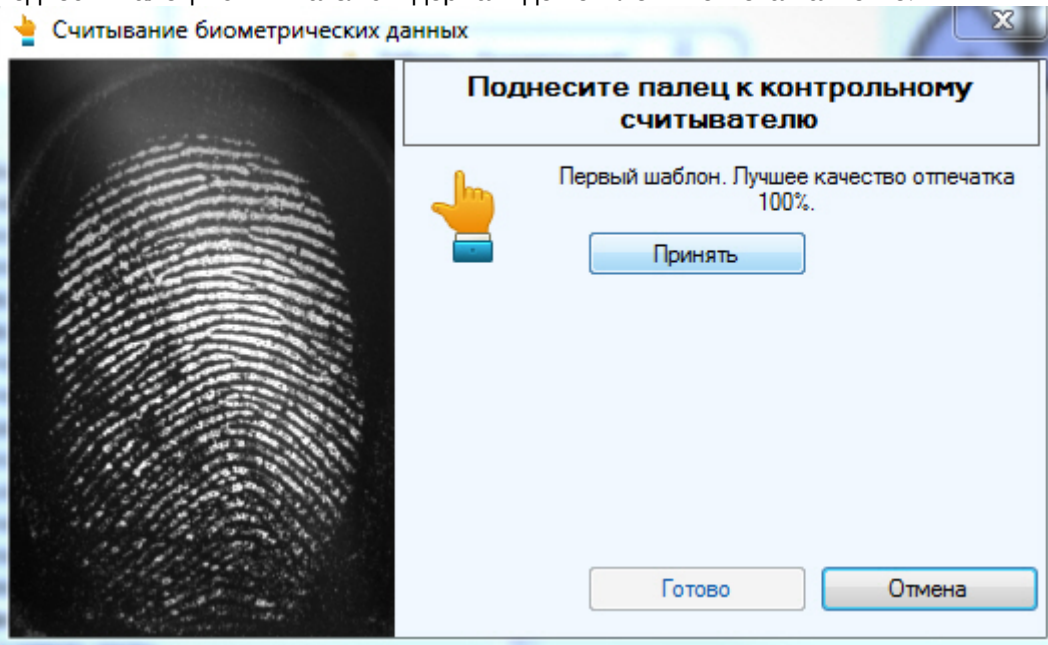 Считывание биометрических данных
Поднесите палец к контрольному
считывателю
Первый шаблон. Лучшее качество отпечатка
100%.
Принять
Готово
Отмена